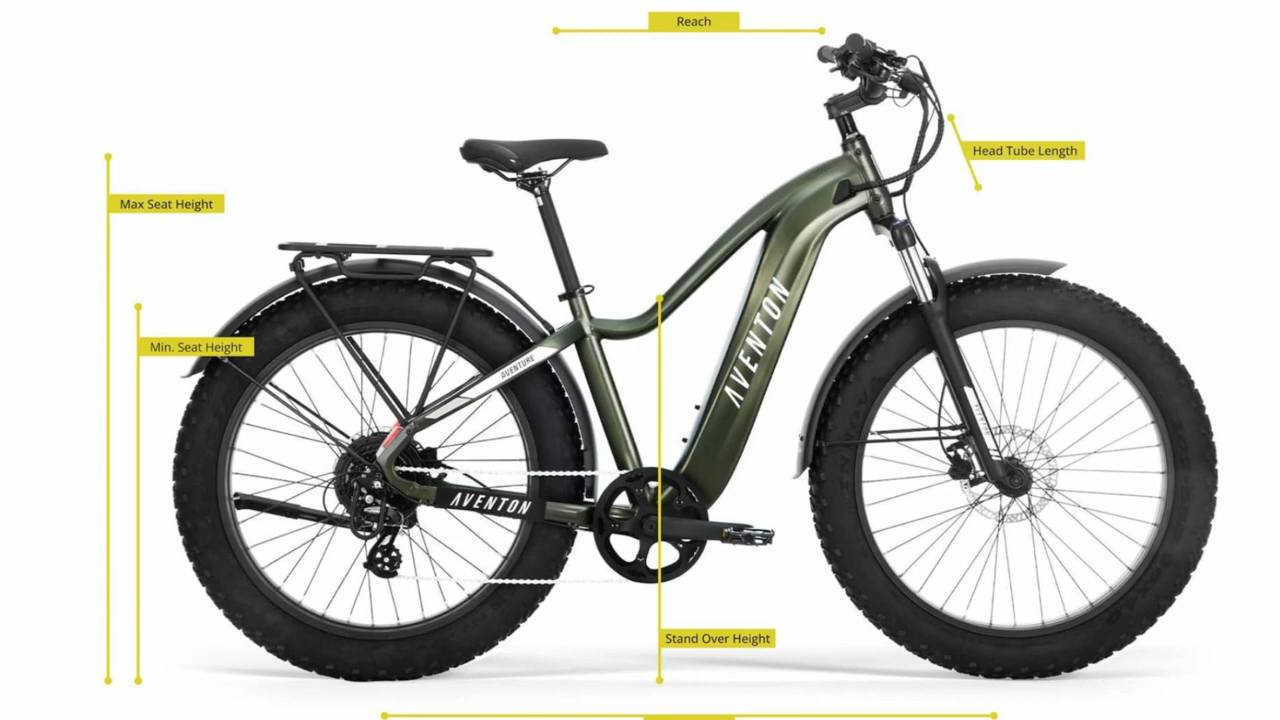 Reach
Head Tube Length
Max Seat Height
Min. Seat Height
AVENTON
AVENTURE
AVENTON
Stand Over Height